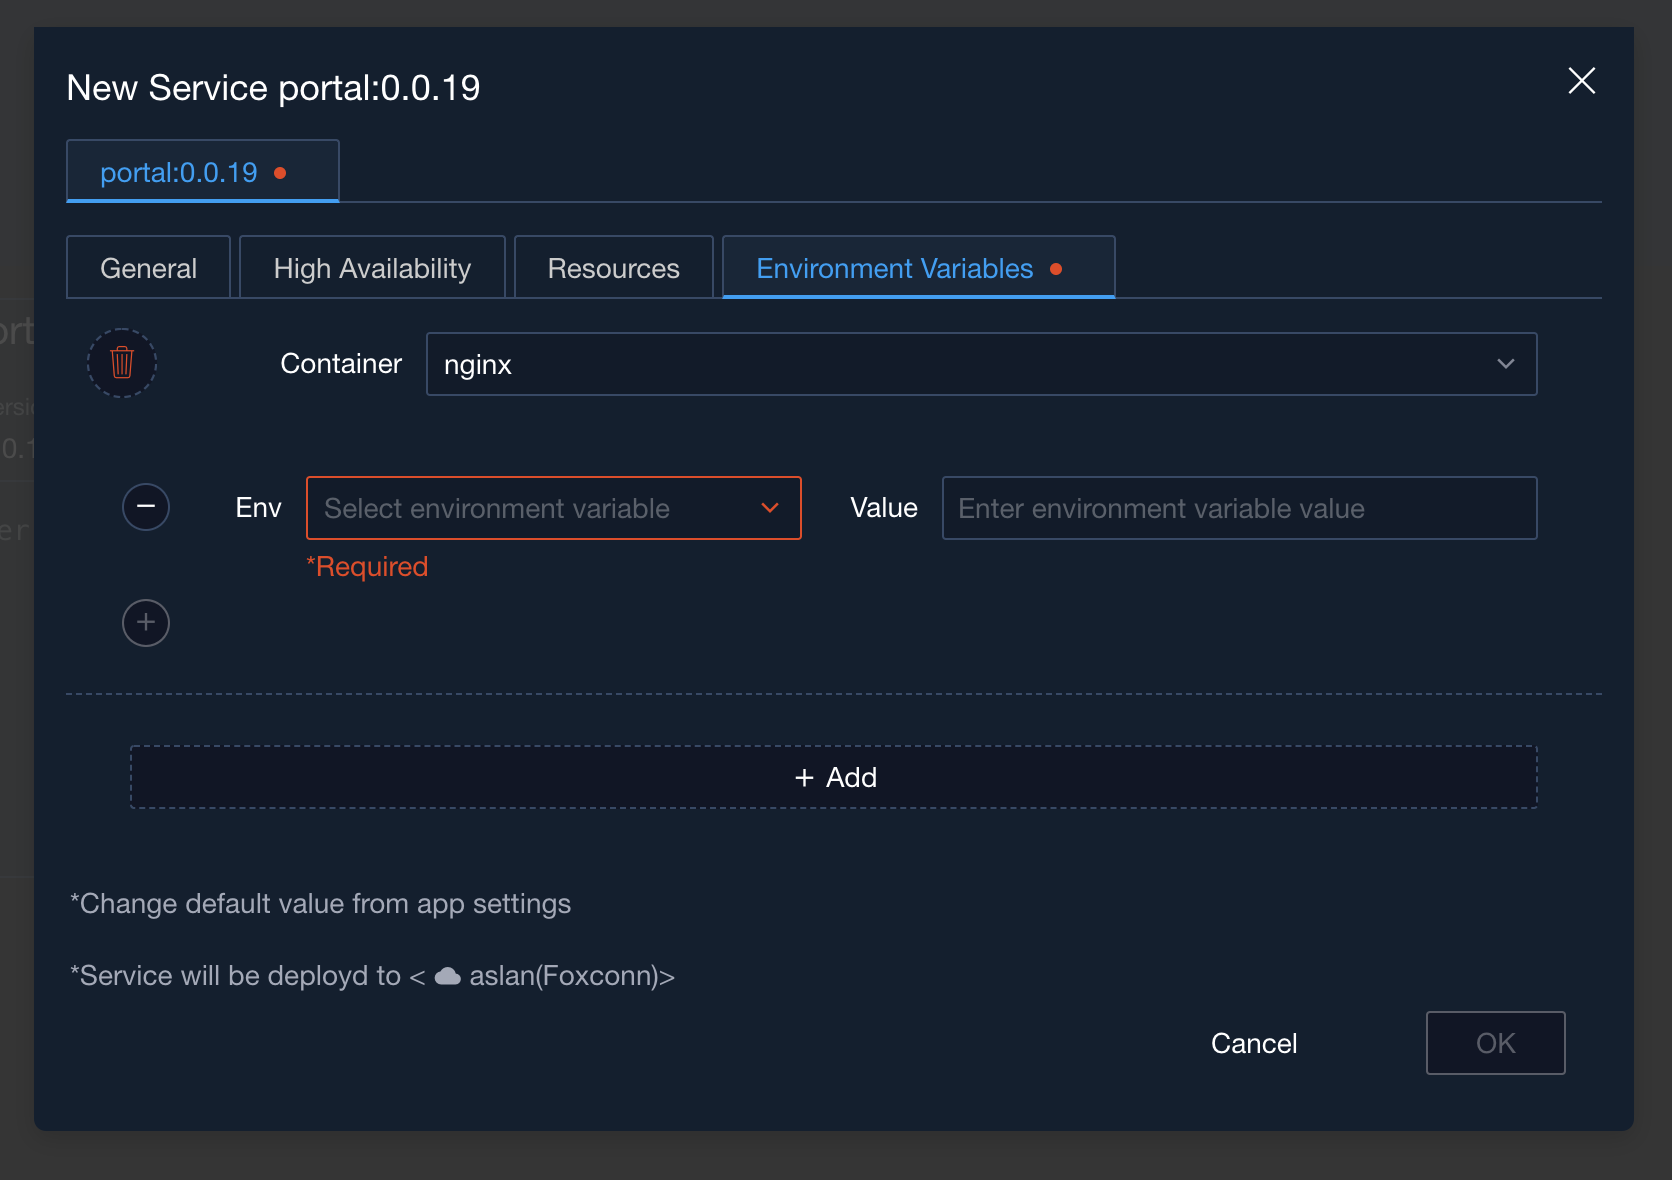 New Service portal:0.0.19
portal:0.0.19
General High Availability Resources Environment Variables
Container nginx
Env Select environment variable Value Enter environment variable value
*Required
+ Add
*Change default value from app settings
*Service will be deployd to < aslan(Foxconn)>
Cancel OK